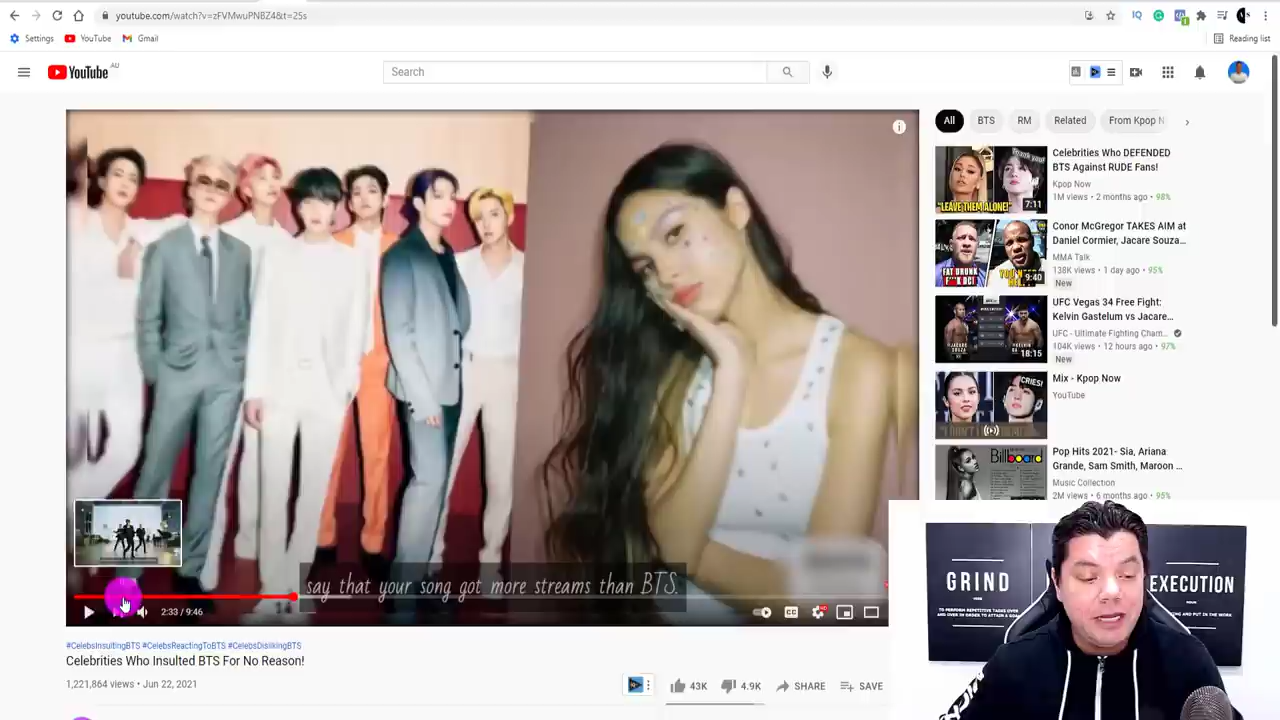 youtube.com/watch?v=zFVMwuPNBZ4&t=25s
Settings
YouTube
Gmail
Reading list
YouTube AU
Search
All
BTS
RM
Related
From Kpop N
Celebrities Who DEFENDED
BTS Against RUDE Fans!
Kpop Now
1M views • 2 months ago • 98%
"LEAVE THEM ALONE!"
7:11
Conor McGregor TAKES AIM at
Daniel Cormier, Jacare Souza...
MMA Talk
138K views • 1 day ago • 95%
New
9:40
UFC Vegas 34 Free Fight:
Kelvin Gastelum vs Jacare...
UFC - Ultimate Fighting Cham...
104K views • 12 hours ago • 97%
New
18:15
Mix - Kpop Now
YouTube
CRIES!
Pop Hits 2021- Sia, Ariana
Grande, Sam Smith, Maroon ...
Music Collection
2M views • 6 months ago • 95%
Billboard
say that your song got more streams than BTS.
2:33 / 9:46
#CelebsInsultingBTS #CelebsReactingToBTS #CelebsDislikingBTS
Celebrities Who Insulted BTS For No Reason!
1,221,864 views • Jun 22, 2021
43K
4.9K
SHARE
SAVE
GRIND
EXECUTION